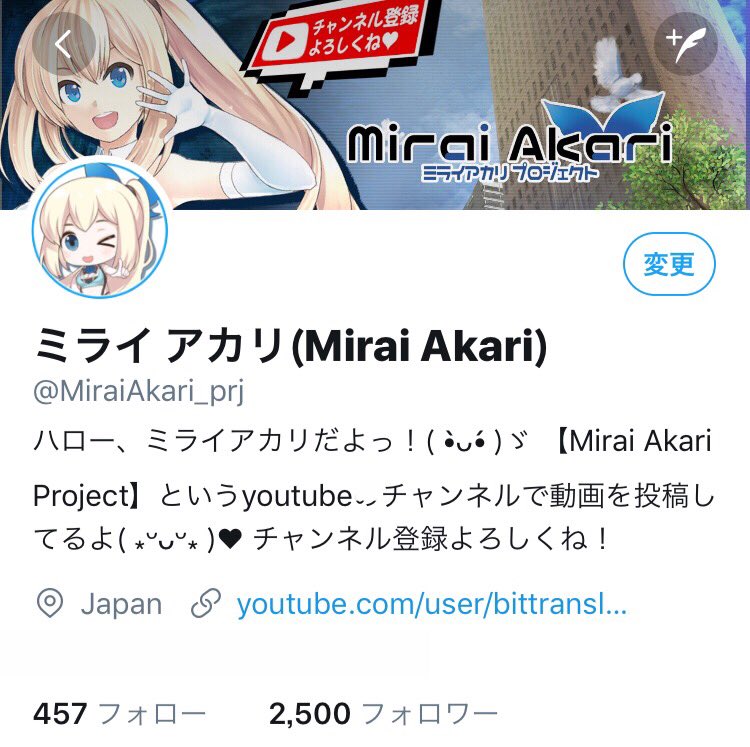 チャンネル登録
よろしくね♥
Mirai Akari
ミライアカリ プロジェクト
変更
ミライ アカリ(Mirai Akari)
@MiraiAkari_prj
ハロー、ミライアカリだよっ！( •̀ᴗ•́ )ゞ 【Mirai Akari
Project】というyoutube⌣̈⃝チャンネルで動画を投稿し
てるよ( ⁎ᵕᴗᵕ⁎ )♥ チャンネル登録よろしくね！
Japan youtube.com/user/bittransl...
457 フォロー 2,500 フォロワー